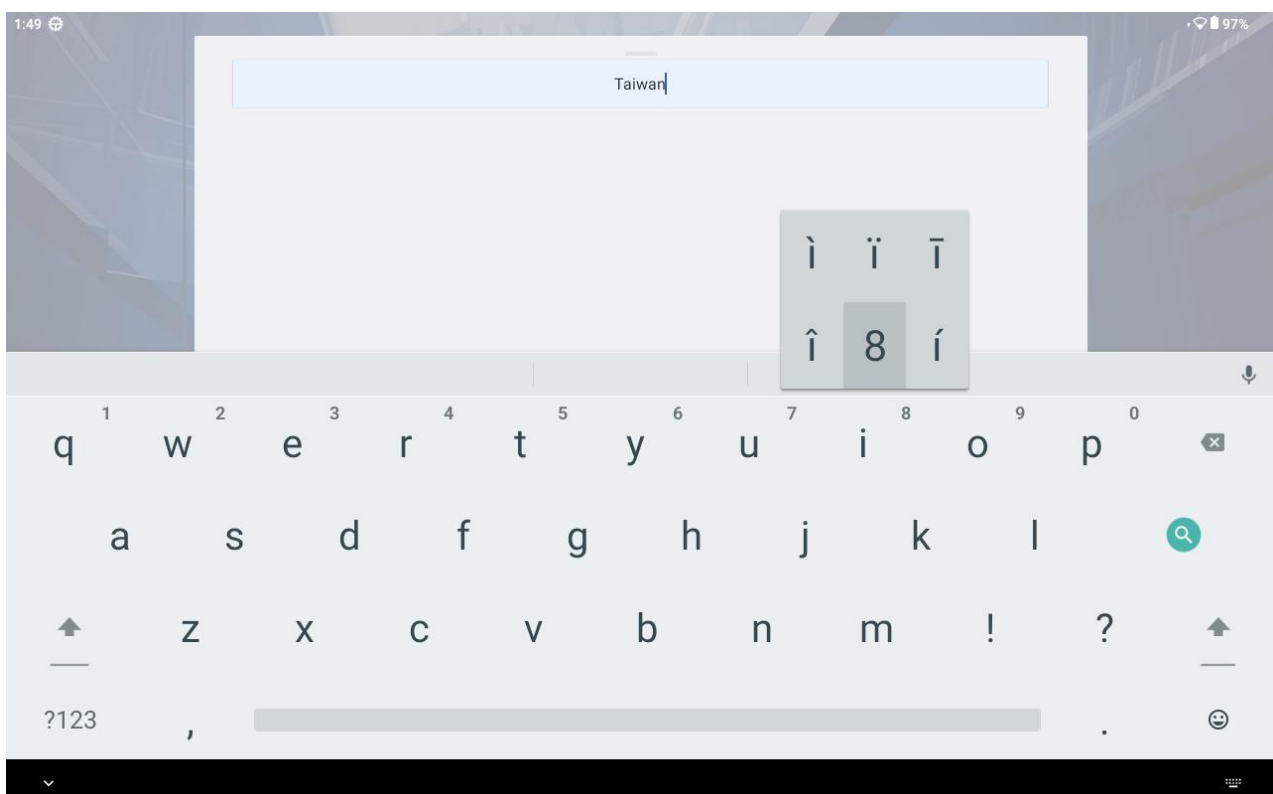 1:49 97%
Taiwan
ì ï ī
î 8 í
1 2 3 4 5 6 7 8 9 0
q w e r t y u i o p
a s d f g h j k l
z x c v b n m ! ?
?123 , .